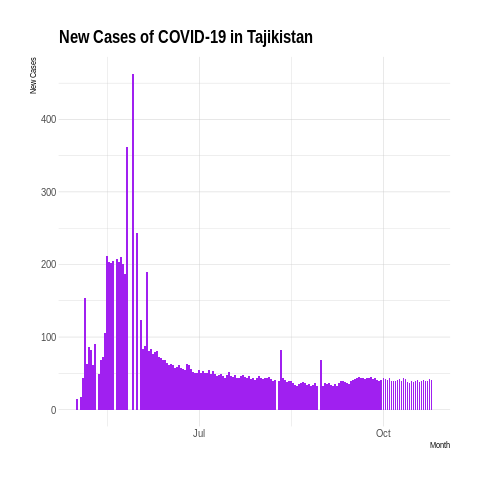 New Cases of COVID-19 in Tajikistan
New Cases
400
300
200
100
0
Jul
Oct
Month